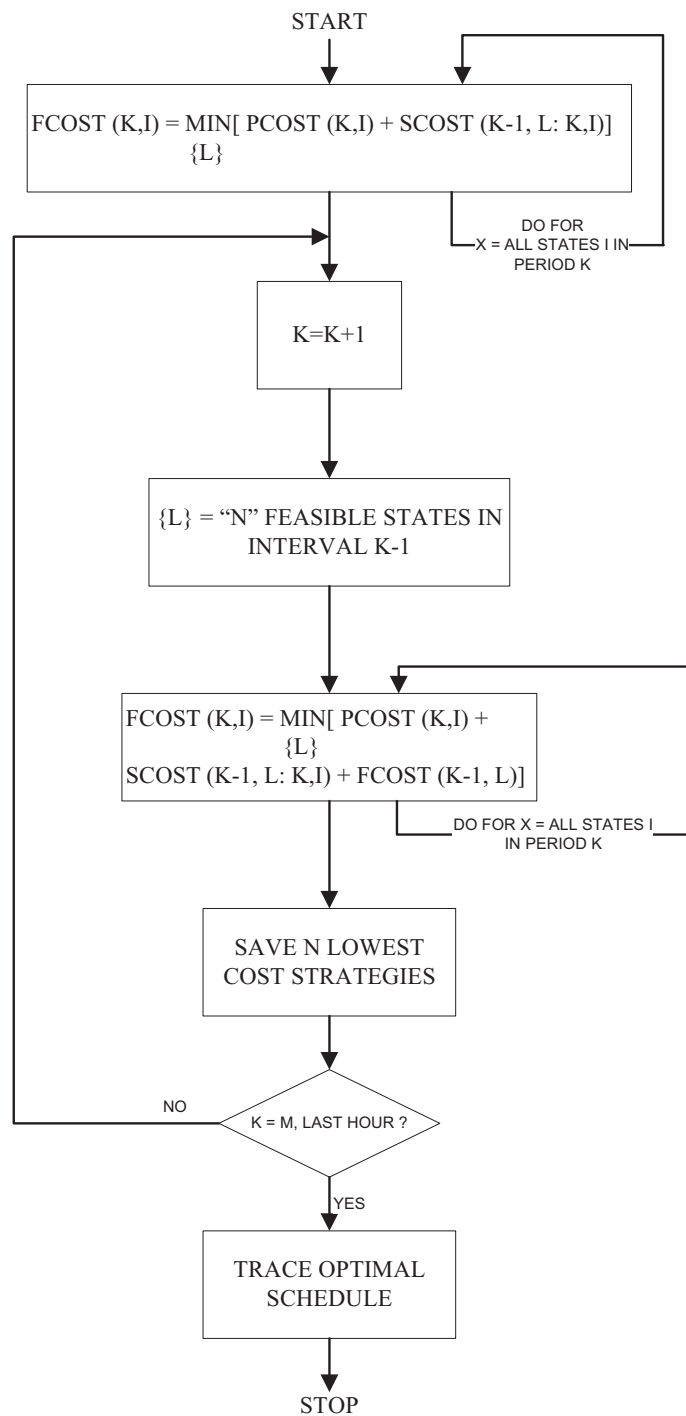 START
FCOST (K,I) = MIN[ PCOST (K,I) + SCOST (K-1, L: K,I)]
{L}
DO FOR
X = ALL STATES I IN
PERIOD K
K=K+1
{L} = “N” FEASIBLE STATES IN
INTERVAL K-1
FCOST (K,I) = MIN[ PCOST (K,I) +
{L}
SCOST (K-1, L: K,I) + FCOST (K-1, L)]
DO FOR X = ALL STATES I
IN PERIOD K
SAVE N LOWEST
COST STRATEGIES
NO
K = M, LAST HOUR ?
YES
TRACE OPTIMAL
SCHEDULE
STOP